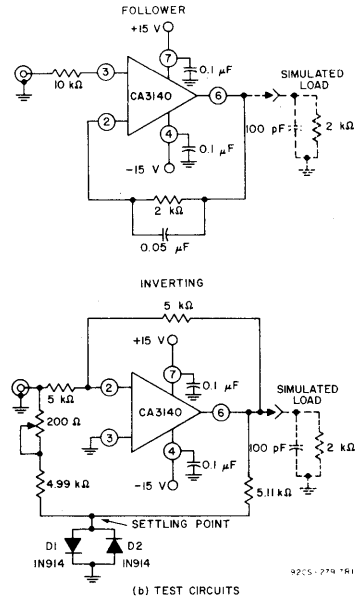 FOLLOWER
+15 V
7
0.1 µF
3
10 kΩ
CA3140
6
SIMULATED
LOAD
2
4
0.1 µF
100 pF
2 kΩ
-15 V
2 kΩ
0.05 µF
INVERTING
5 kΩ
+15 V
7
0.1 µF
5 kΩ
2
SIMULATED
LOAD
CA3140
6
200 Ω
3
4
0.1 µF
100 pF
2 kΩ
4.99 kΩ
-15 V
5.11 kΩ
SETTLING POINT
D1
D2
1N914
1N914
(b) TEST CIRCUITS